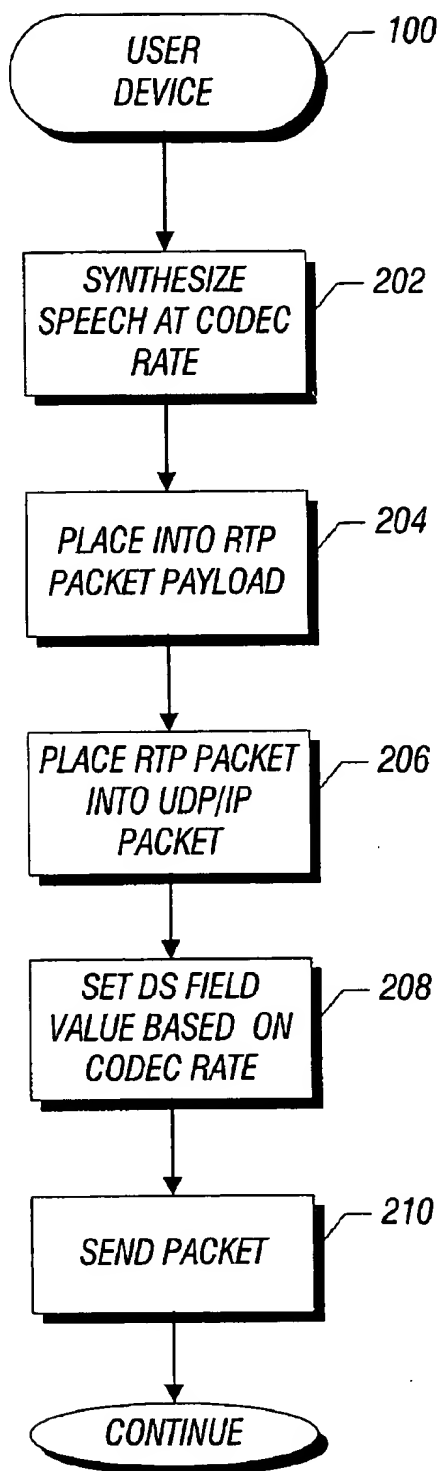 USER
DEVICE
100
SYNTHESIZE
SPEECH AT CODEC
RATE
202
PLACE INTO RTP
PACKET PAYLOAD
204
PLACE RTP PACKET
INTO UDP/IP
PACKET
206
SET DS FIELD
VALUE BASED ON
CODEC RATE
208
SEND PACKET
210
CONTINUE